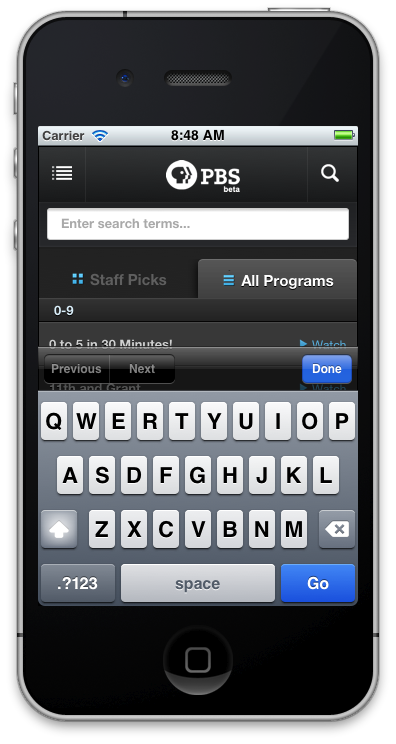 Carrier 8:48 AM
PBS
beta
Enter search terms...
Staff Picks All Programs
0-9
0 to 5 in 30 Minutes! Watch
Previous Next Done
11th and Grant
Q W E R T Y U I O P
A S D F G H J K L
Z X C V B N M
.?123 space Go